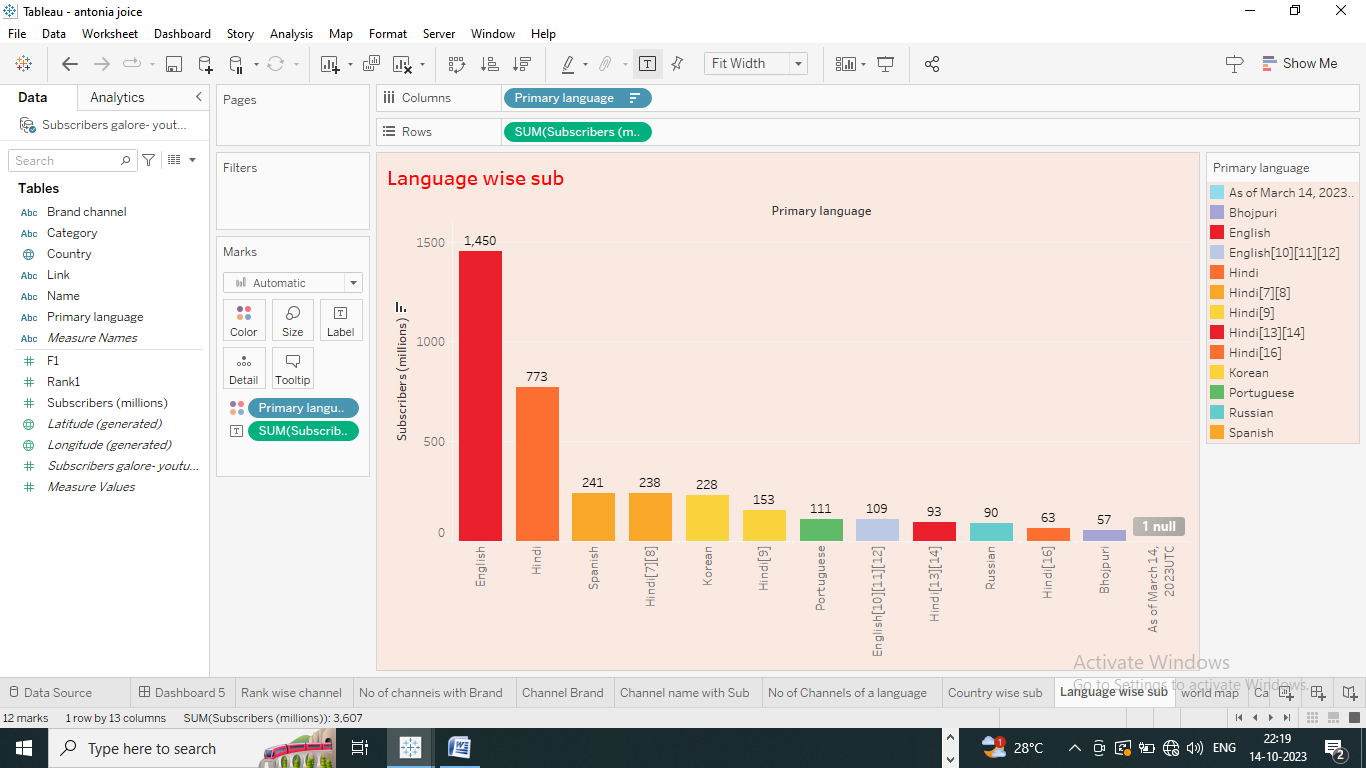 Tableau - antonia joice
File Data Worksheet Dashboard Story Analysis Map Format Server Window Help
Fit Width
Show Me
Data Analytics
Subscribers galore- yout...
Search
Tables
Abc Brand channel
Abc Category
Country
Abc Link
Abc Name
Abc Primary language
Abc Measure Names
F1
Rank1
Subscribers (millions)
Latitude (generated)
Longitude (generated)
Subscribers galore- youtu...
Measure Values
Pages
Filters
Marks
Automatic
Color Size Label
Detail Tooltip
Primary langu..
SUM(Subscrib..
Columns Primary language
Rows SUM(Subscribers (m..
Language wise sub
Primary language
Subscribers (millions)
1500
1000
500
0
1,450
773
241
238
228
153
111
109
93
90
63
57
1 null
English
Hindi
Spanish
Hindi[7][8]
Korean
Hindi[9]
Portuguese
English[10][11][12]
Hindi[13][14]
Russian
Hindi[16]
Bhojpuri
As of March 14,
2023UTC
Primary language
As of March 14, 2023..
Bhojpuri
English
English[10][11][12]
Hindi
Hindi[7][8]
Hindi[9]
Hindi[13][14]
Hindi[16]
Korean
Portuguese
Russian
Spanish
Activate Windows
Go to Settings to activate Windows.
Data Source Dashboard 5 Rank wise channel No of channeis with Brand Channel Brand Channel name with Sub No of Channels of a language Country wise sub Language wise sub world map Ca
12 marks 1 row by 13 columns SUM(Subscribers (millions)): 3,607
Type here to search
1
28°C
ENG
22:19
14-10-2023
2